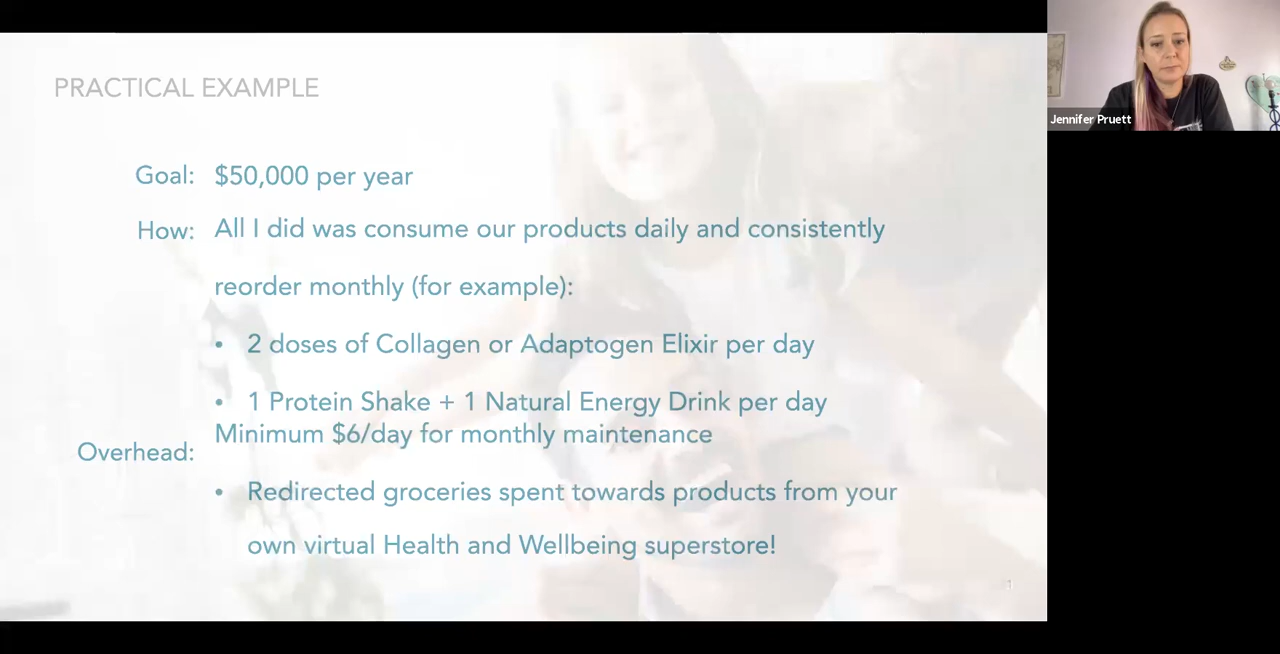 PRACTICAL EXAMPLE
Jennifer Pruett
Goal: $50,000 per year
How: All I did was consume our products daily and consistently
reorder monthly (for example):
• 2 doses of Collagen or Adaptogen Elixir per day
• 1 Protein Shake + 1 Natural Energy Drink per day
Minimum $6/day for monthly maintenance
Overhead:
• Redirected groceries spent towards products from your
own virtual Health and Wellbeing superstore!